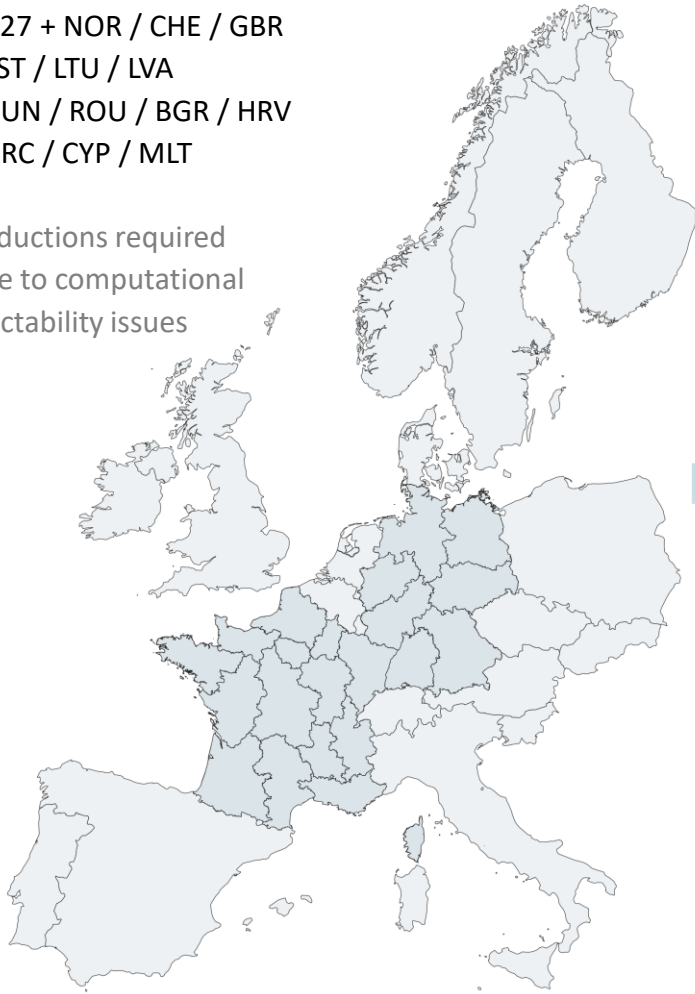 27 + NOR / CHE / GBR
ST / LTU / LVA
UN / ROU / BGR / HRV
RC / CYP / MLT
ductions required
e to computational
ctability issues